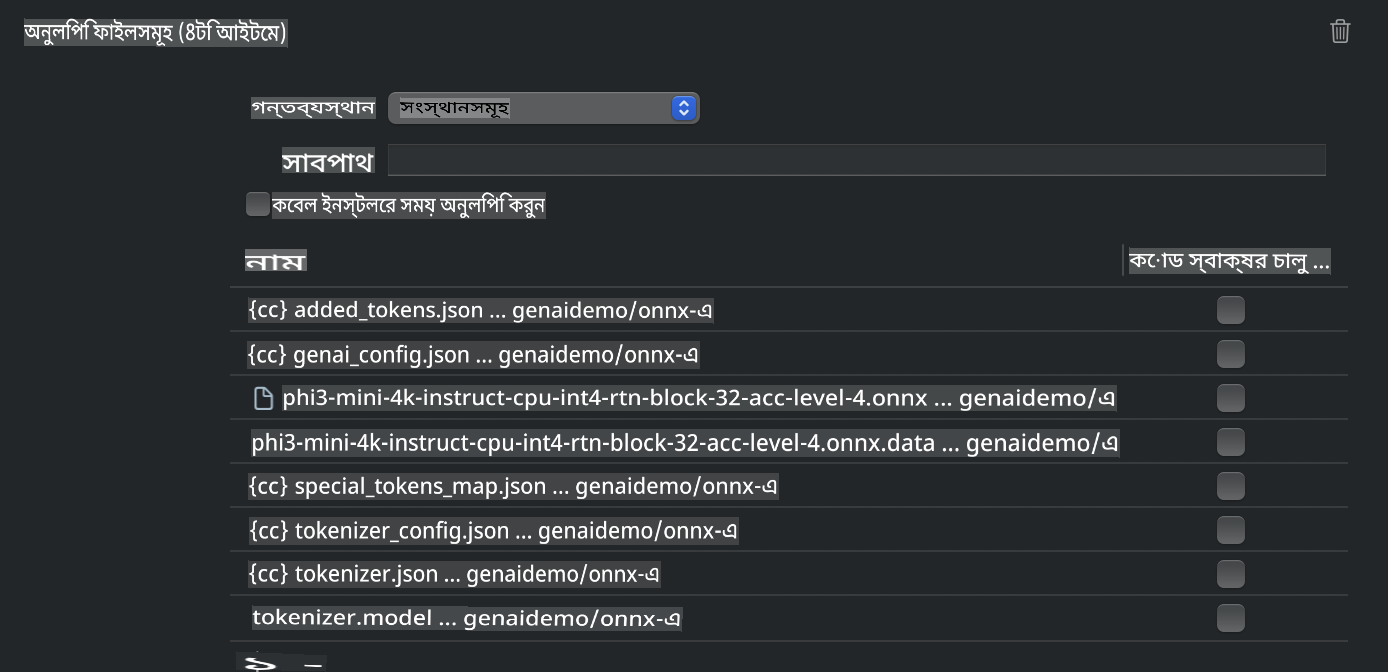 অনুলিপি ফাইলসমূহ (8টি আইটেম)
গন্তব্যস্থান সংস্থানসমূহ
সাবপাথ
কেবল ইনস্টলের সময় অনুলিপি করুন
নাম কোড স্বাক্ষর চালু ...
{cc} added_tokens.json ... genaidemo/onnx-এ
{cc} genai_config.json ... genaidemo/onnx-এ
phi3-mini-4k-instruct-cpu-int4-rtn-block-32-acc-level-4.onnx ... genaidemo/এ
phi3-mini-4k-instruct-cpu-int4-rtn-block-32-acc-level-4.onnx.data ... genaidemo/এ
{cc} special_tokens_map.json ... genaidemo/onnx-এ
{cc} tokenizer_config.json ... genaidemo/onnx-এ
{cc} tokenizer.json ... genaidemo/onnx-এ
tokenizer.model ... genaidemo/onnx-এ